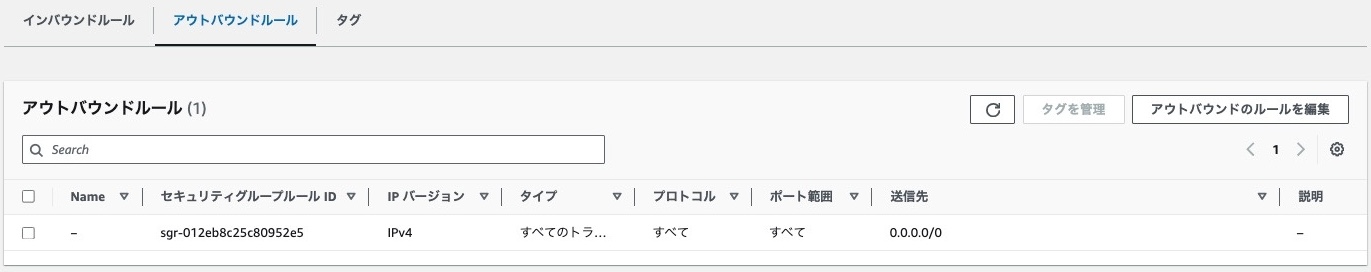 インバウンドルール アウトバウンドルール タグ
アウトバウンドルール (1)
タグを管理 アウトバウンドのルールを編集
Search
1
Name セキュリティグループルール ID IP バージョン タイプ プロトコル ポート範囲 送信先 説明
– sgr-012eb8c25c80952e5 IPv4 すべてのトラ... すべて すべて 0.0.0.0/0 –